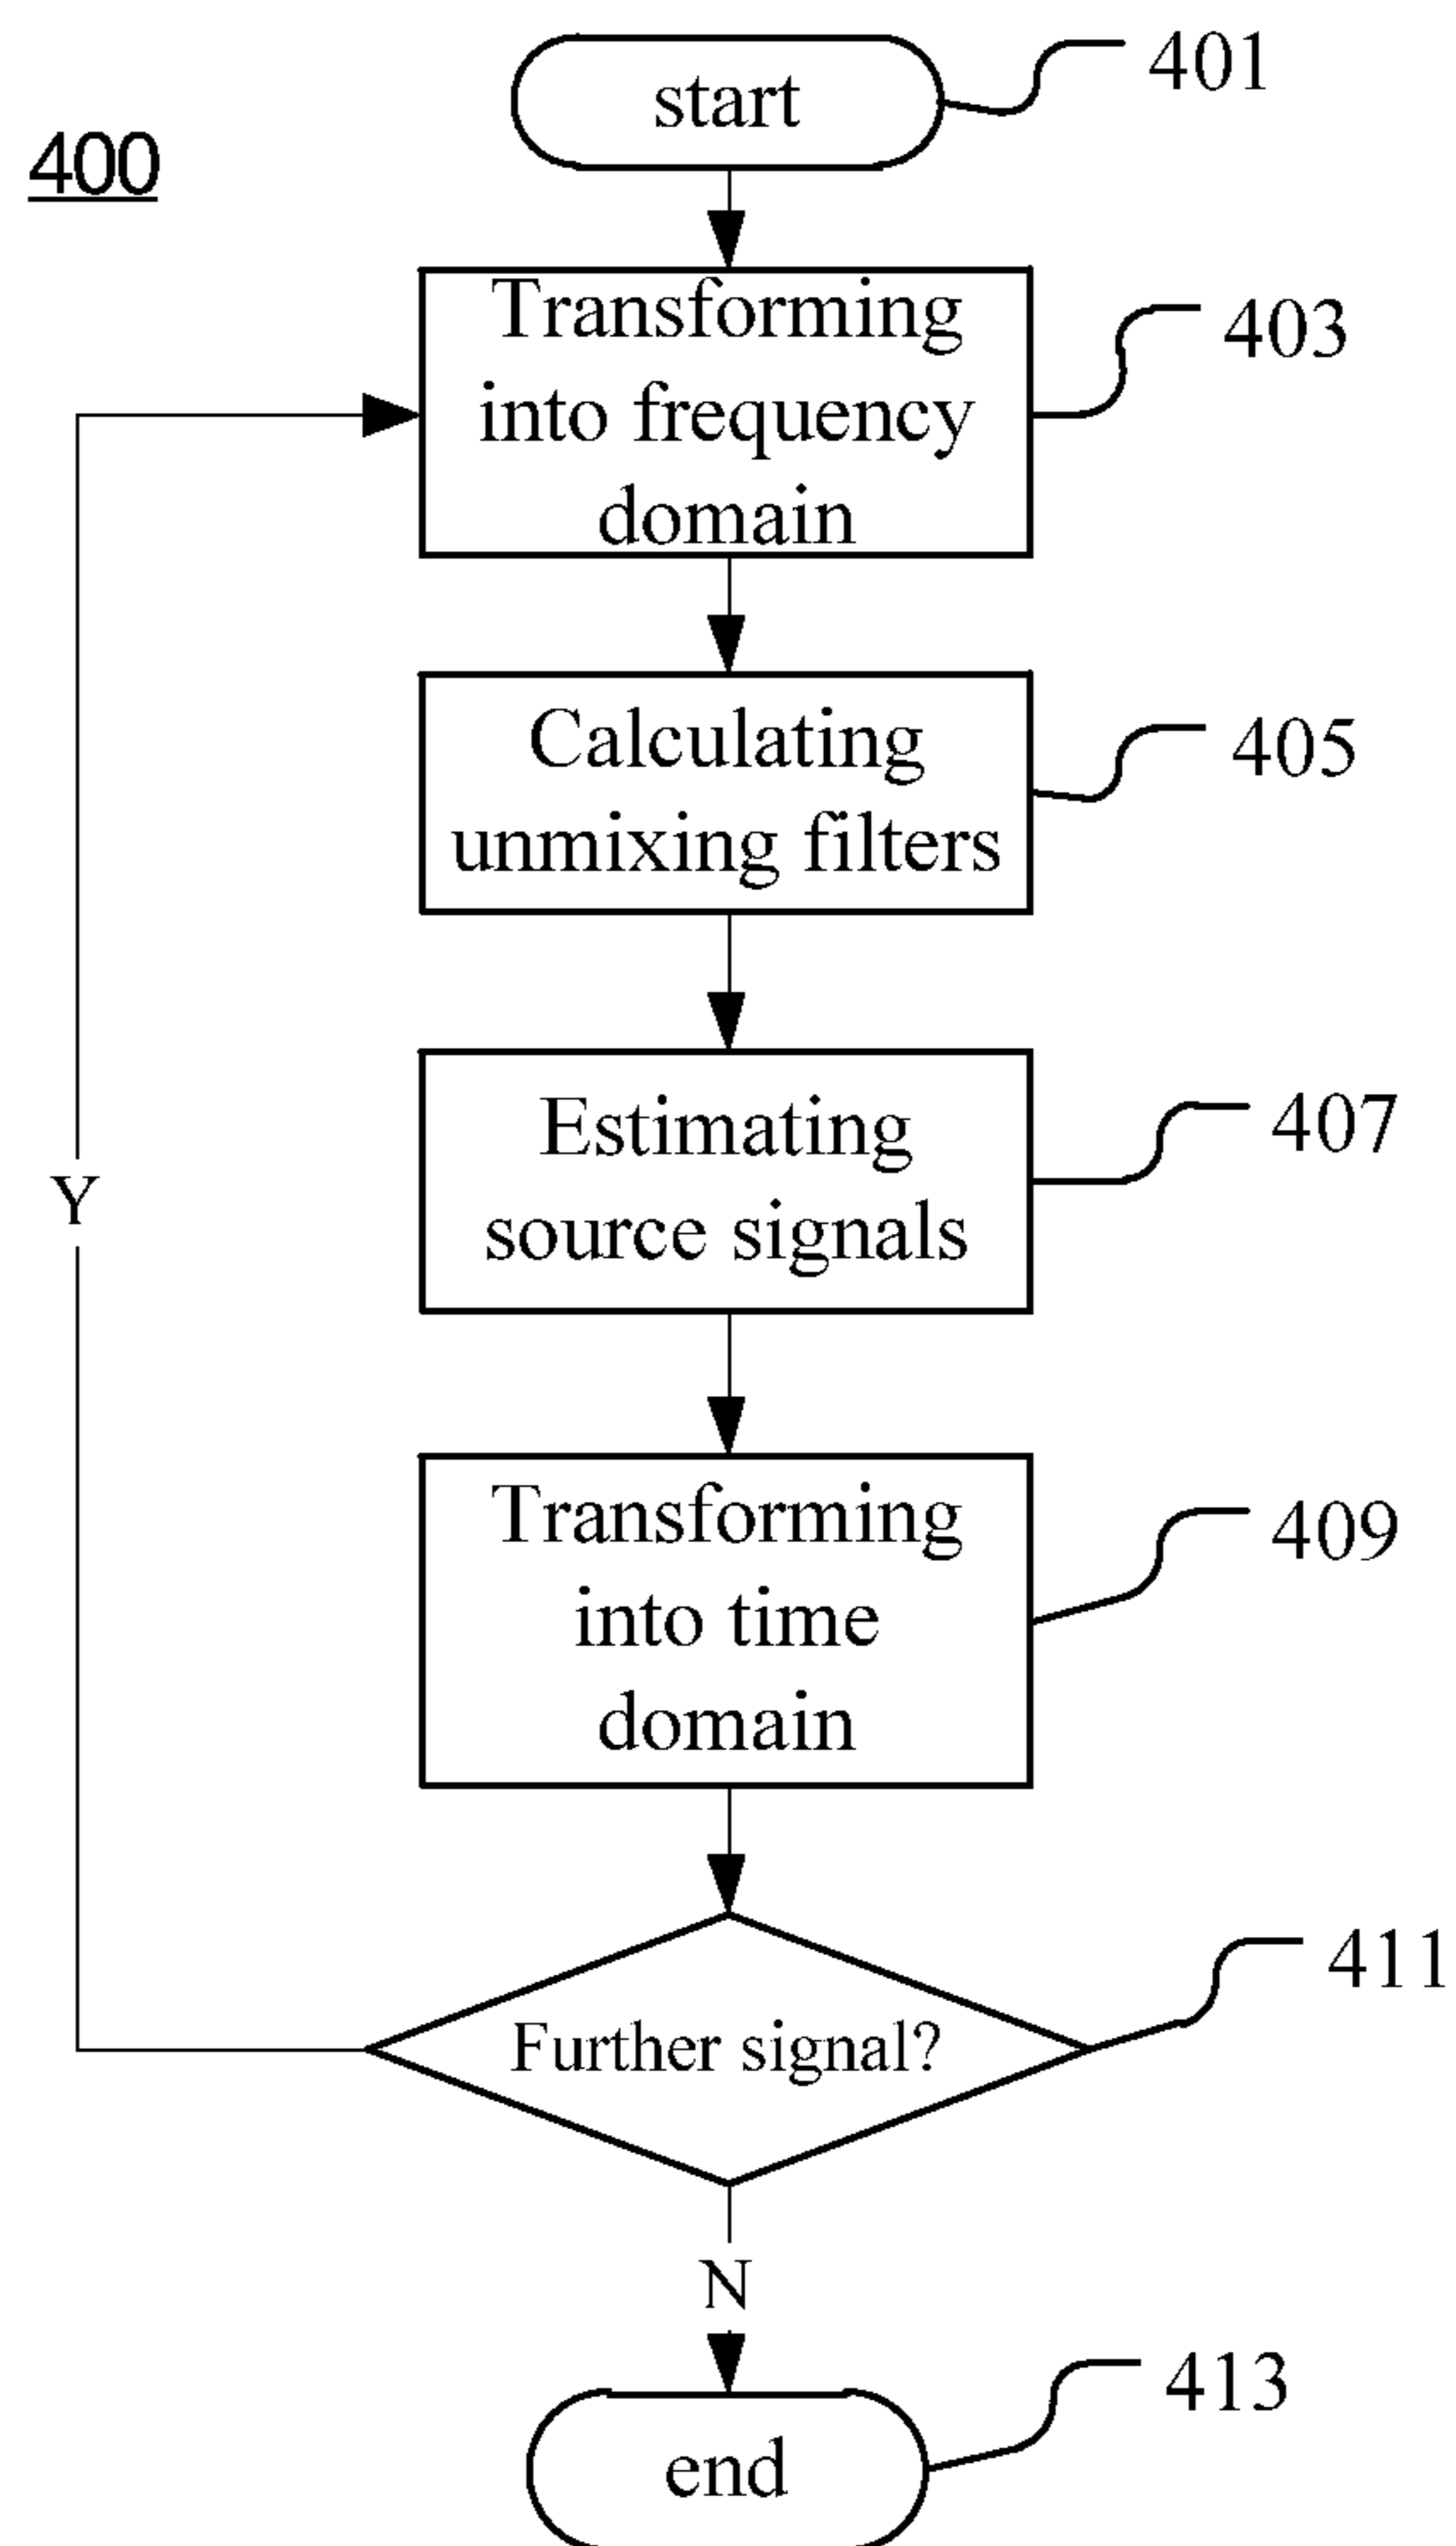 start
401
400
Transforming
into frequency
domain
403
Calculating
unmixing filters
405
Estimating
source signals
407
Y
Transforming
into time
domain
409
Further signal?
411
N
end
413